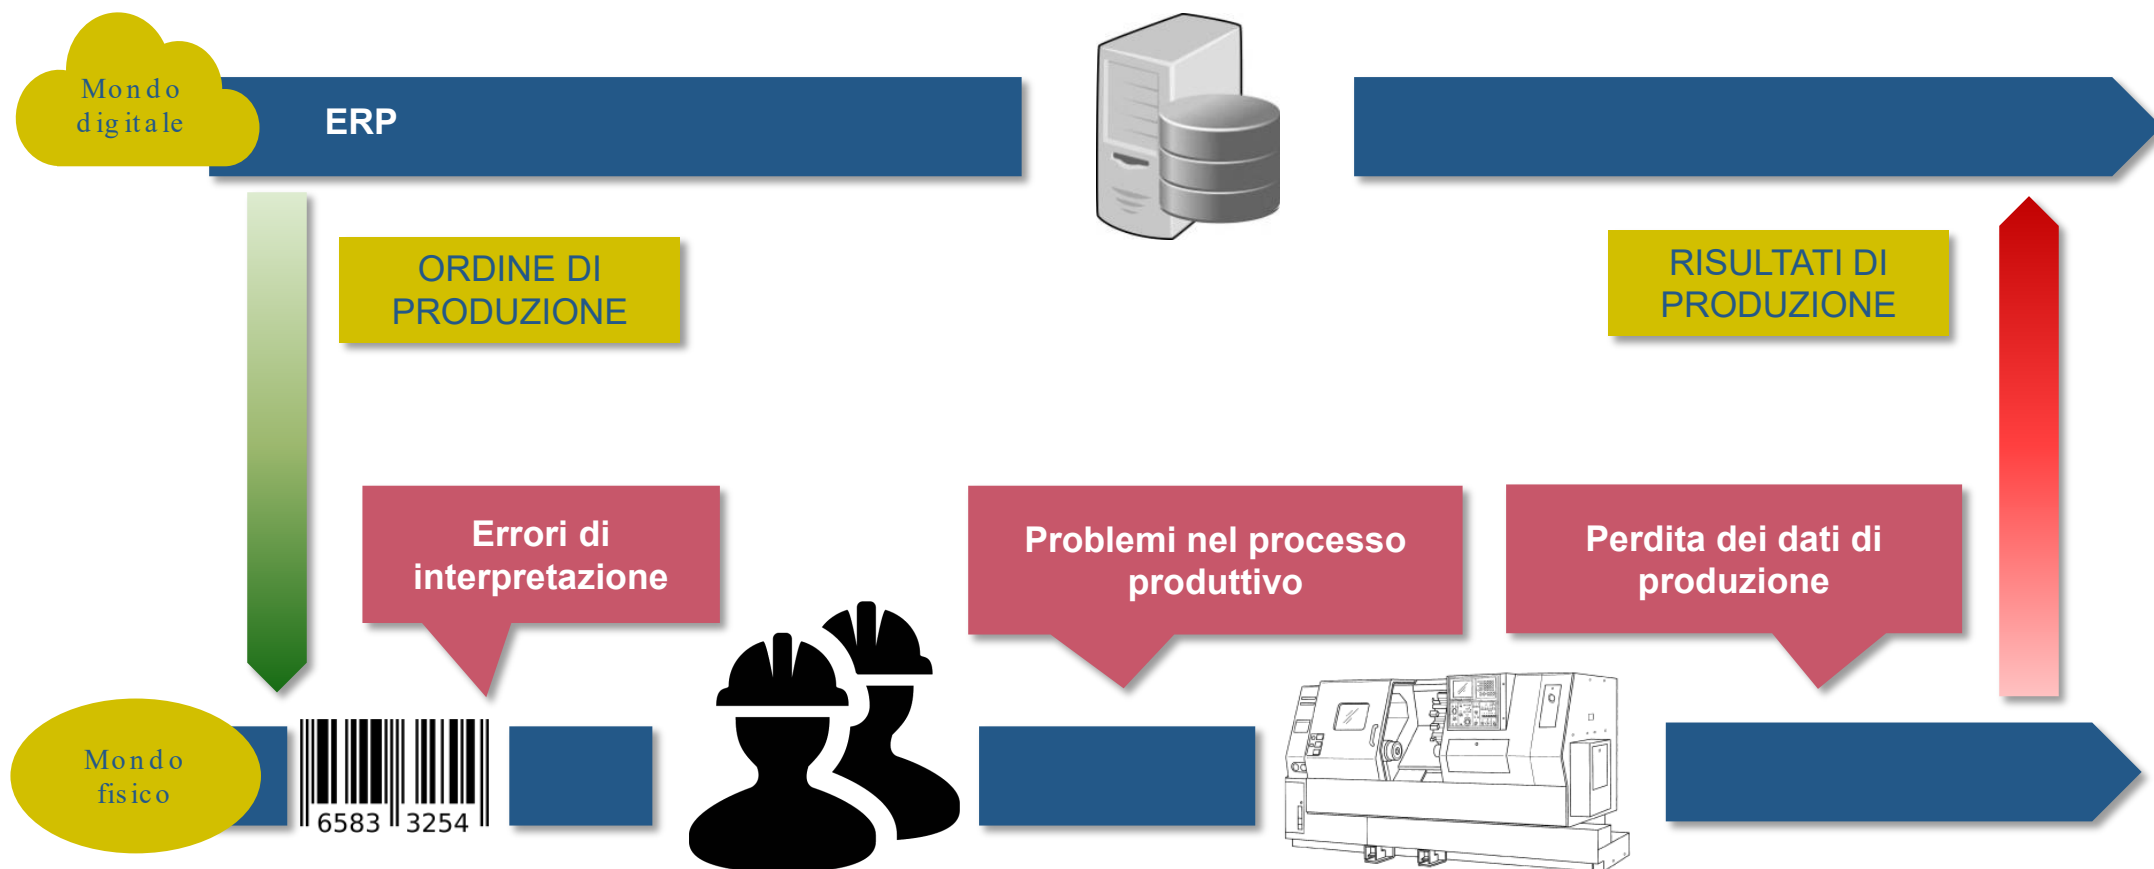 Mondo
digitale
ERP
ORDINE DI
PRODUZIONE
RISULTATI DI
PRODUZIONE
Errori di
interpretazione
Problemi nel processo
produttivo
Perdita dei dati di
produzione
Mondo
fisico
6583 3254